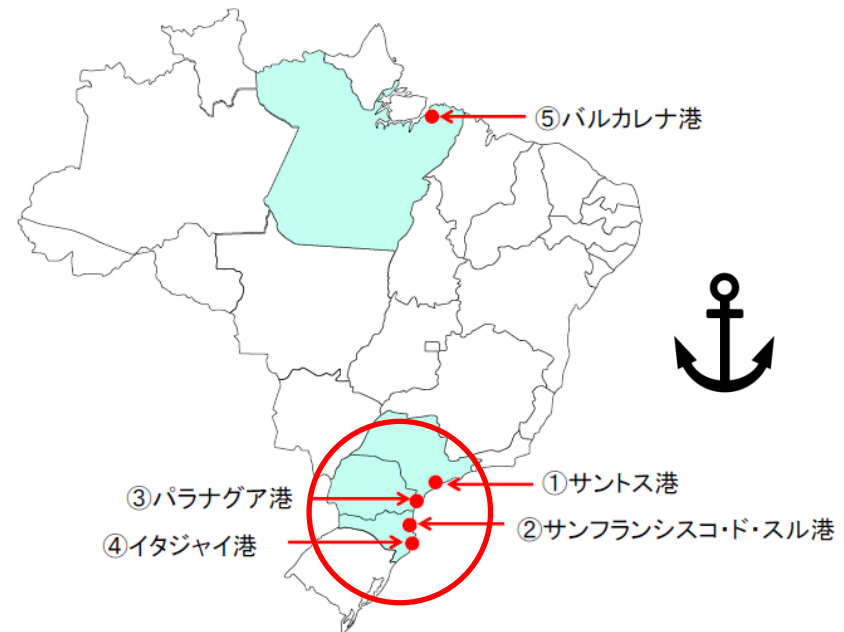 ⑤バルカレナ港
①サントス港
③パラナグア港
②サンフランシスコ・ド・スル港
④イタジャイ港